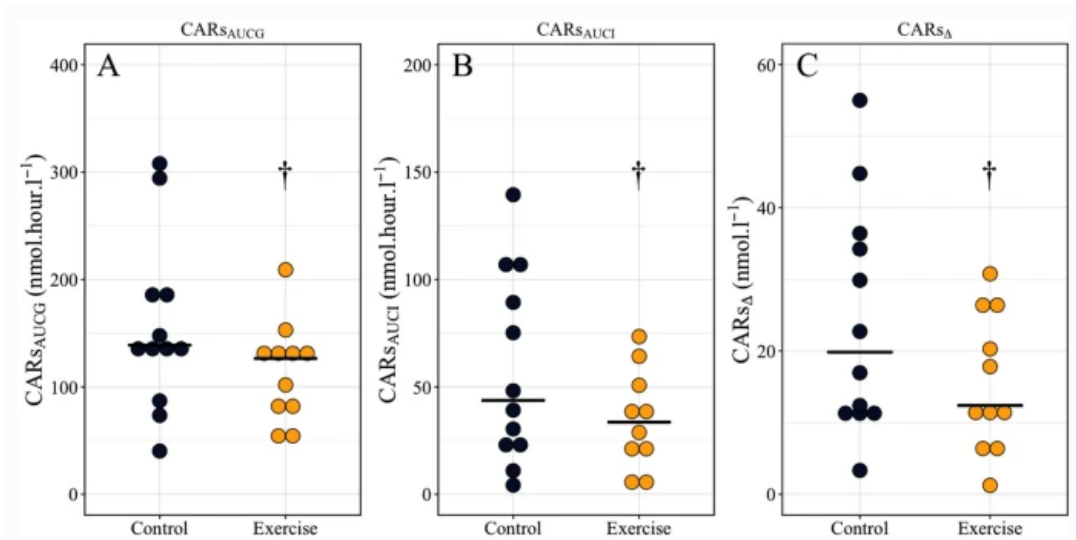 CARsAUCG
A
CARsAUCG (nmol.hour.l⁻¹)
400
300
200
100
0
†
Control Exercise
CARsAUCI
B
CARsAUCI (nmol.hour.l⁻¹)
200
150
100
50
0
†
Control Exercise
CARsΔ
C
CARsΔ (nmol.l⁻¹)
60
40
20
0
†
Control Exercise